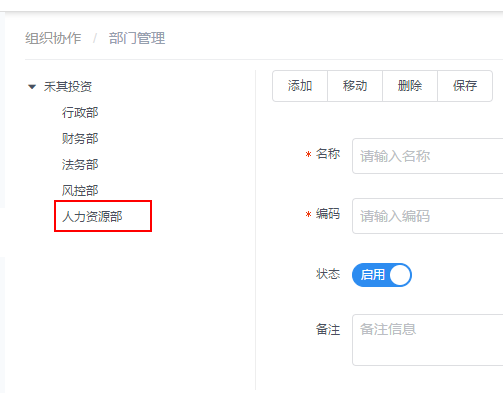 组织协作 / 部门管理
禾其投资
行政部
财务部
法务部
风控部
人力资源部
添加 移动 删除 保存
* 名称 请输入名称
* 编码 请输入编码
状态 启用
备注 备注信息